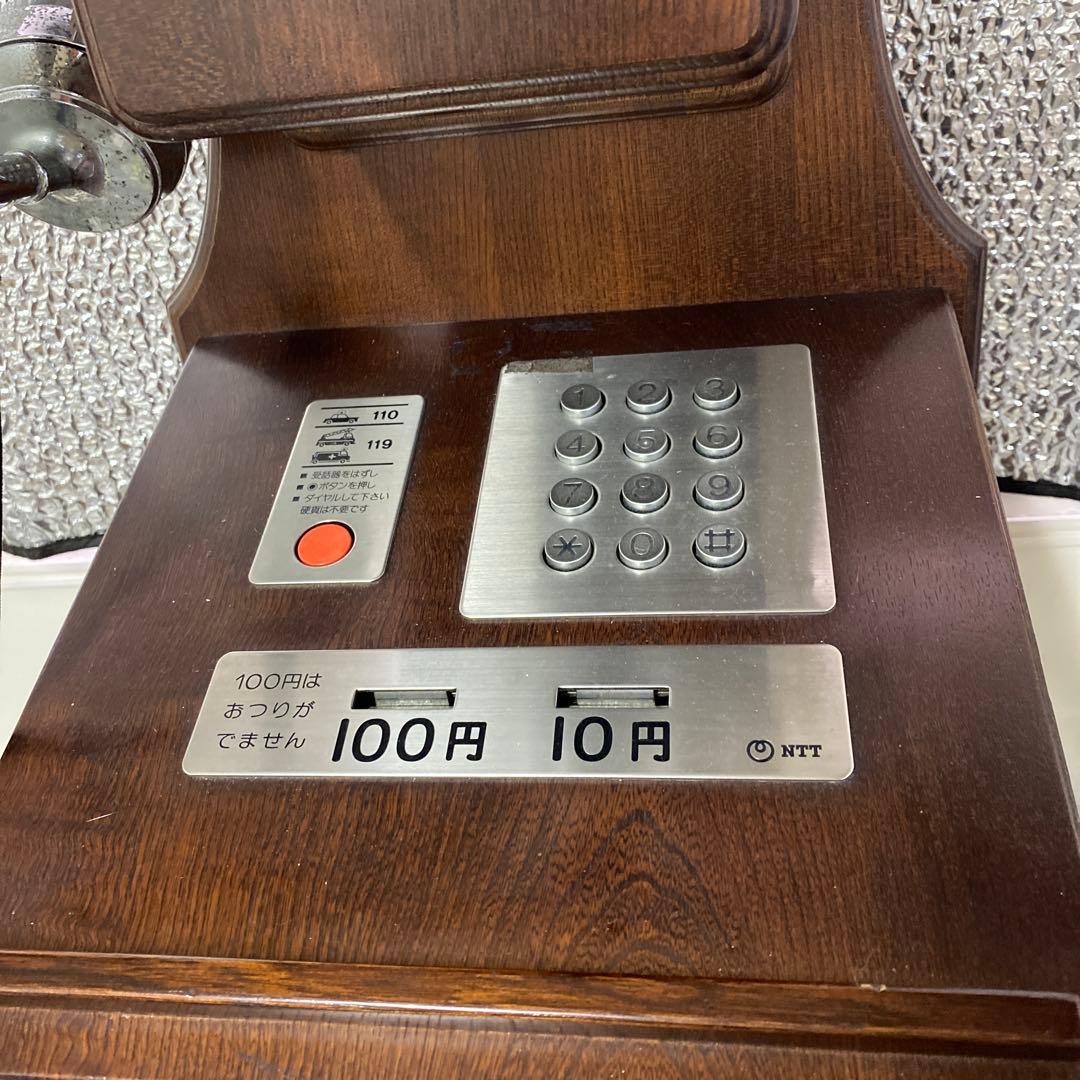 110
119
■ 受話器をはずし
■ ◉ボタンを押し
■ ダイヤルして下さい
硬貨は不要です
1 2 3
4 5 6
7 8 9
* 0 #
100円は
おつりが
でません
100円 10円
NTT